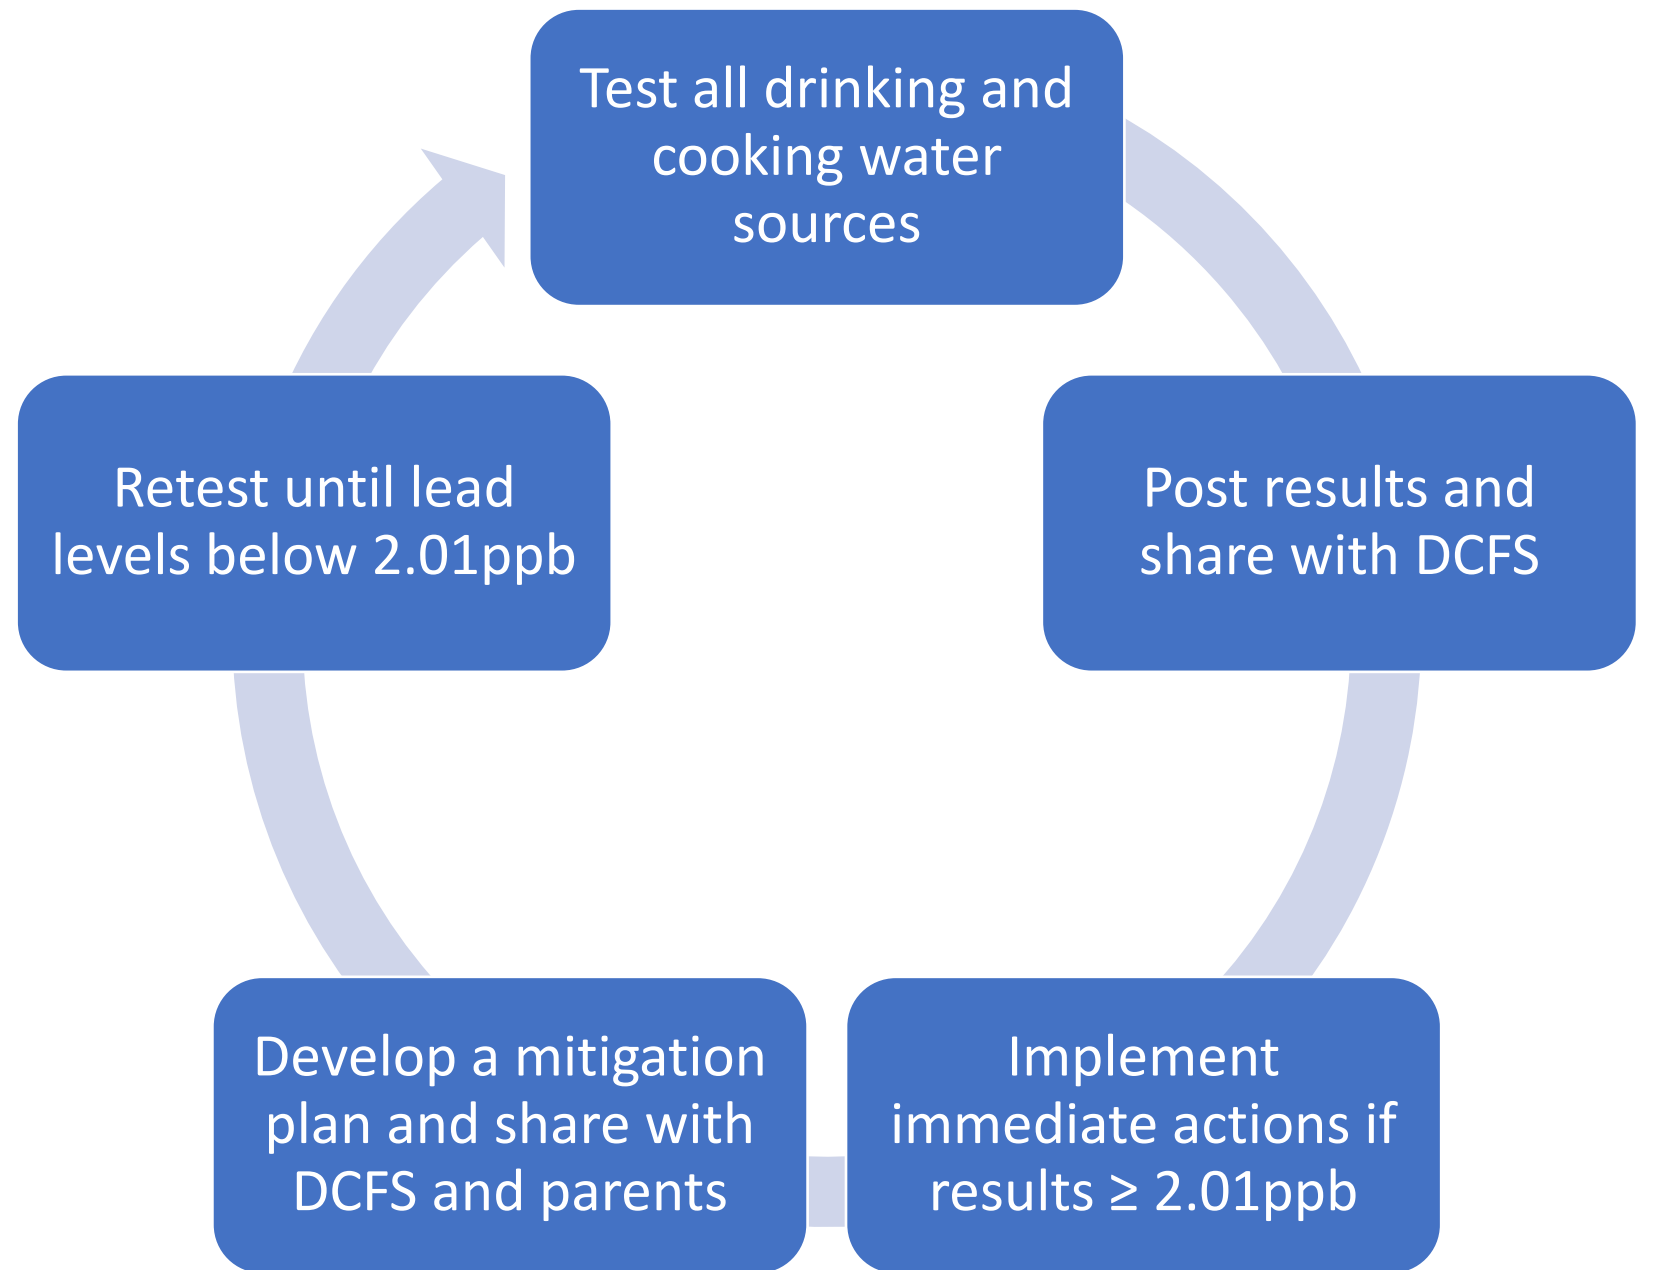 Test all drinking and
cooking water
sources
Post results and
share with DCFS
Implement
immediate actions if
results ≥ 2.01ppb
Develop a mitigation
plan and share with
DCFS and parents
Retest until lead
levels below 2.01ppb